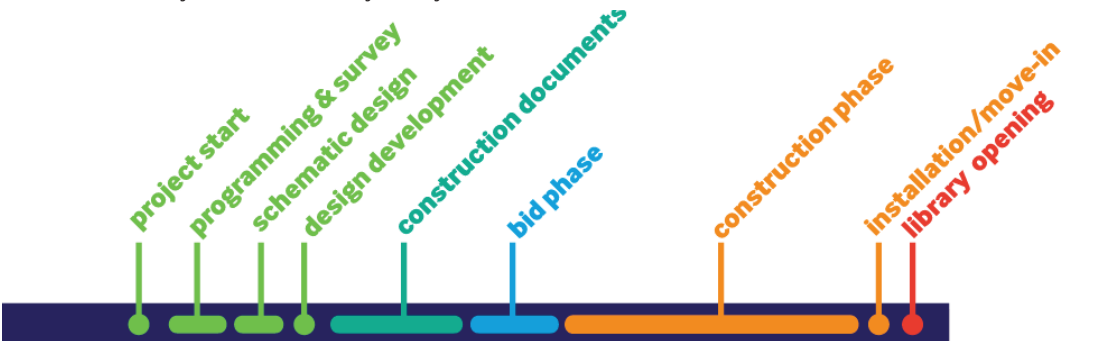 project start
programming & survey
schematic design
design development
construction documents
bid phase
construction phase
installation/move-in
library opening